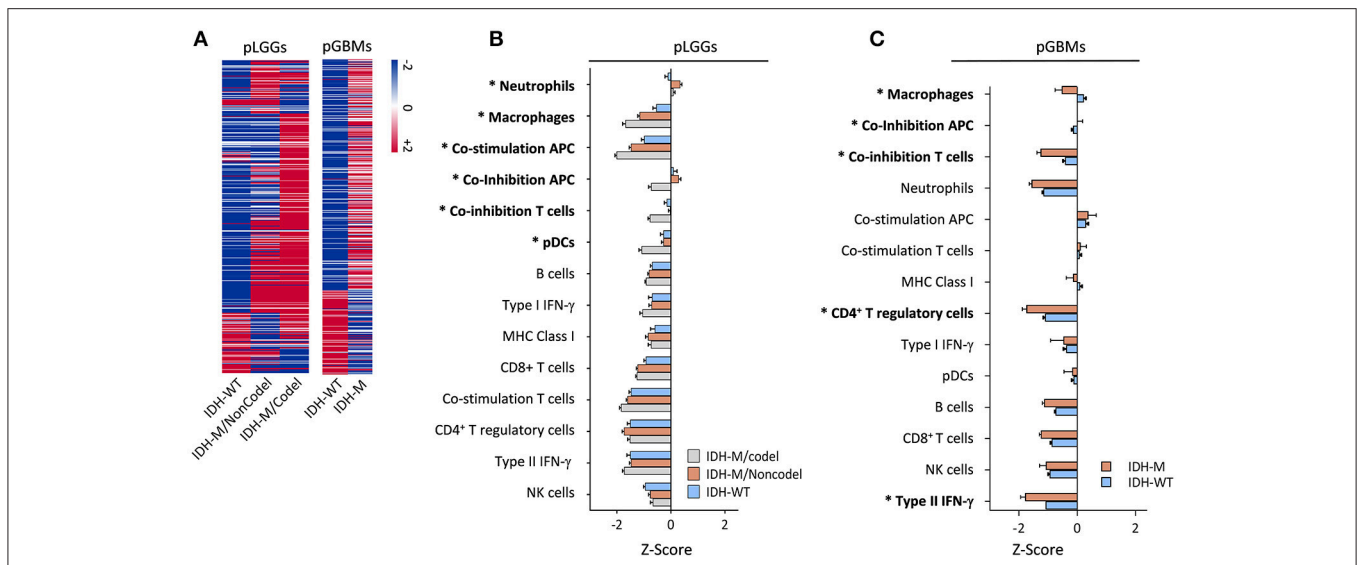 A
pLGGs
pGBMs
-2
0
+2
IDH-WT
IDH-M/NonCodel
IDH-M/Codel
IDH-WT
IDH-M
B
pLGGs
* Neutrophils
* Macrophages
* Co-stimulation APC
* Co-Inhibition APC
* Co-inhibition T cells
* pDCs
B cells
Type I IFN-γ
MHC Class I
CD8+ T cells
Co-stimulation T cells
CD4⁺ T regulatory cells
Type II IFN-γ
NK cells
IDH-M/codel
IDH-M/Noncodel
IDH-WT
-2
0
2
Z-Score
C
pGBMs
* Macrophages
* Co-Inhibition APC
* Co-inhibition T cells
Neutrophils
Co-stimulation APC
Co-stimulation T cells
MHC Class I
* CD4⁺ T regulatory cells
Type I IFN-γ
pDCs
B cells
CD8⁺ T cells
NK cells
* Type II IFN-γ
IDH-M
IDH-WT
-2
0
2
Z-Score